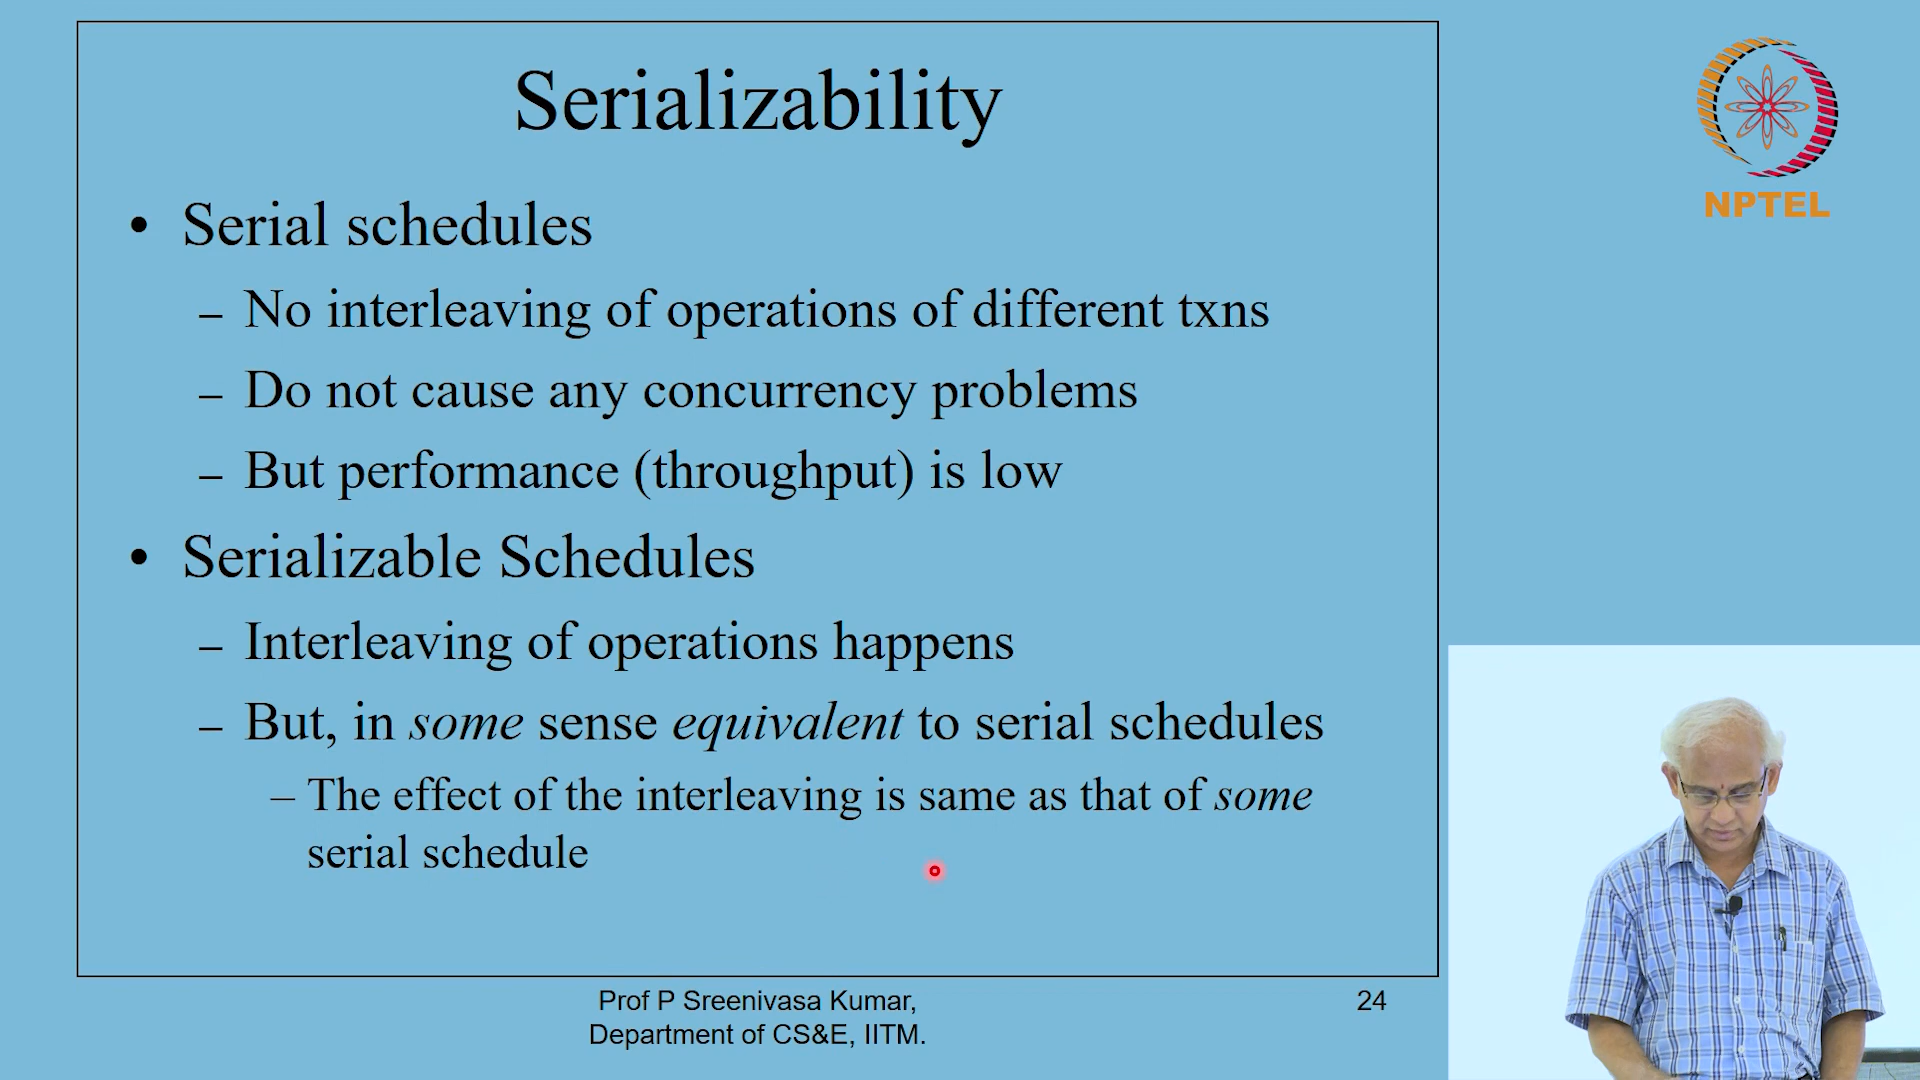 Serializability
NPTEL
• Serial schedules
– No interleaving of operations of different txns
– Do not cause any concurrency problems
– But performance (throughput) is low
• Serializable Schedules
– Interleaving of operations happens
– But, in some sense equivalent to serial schedules
– The effect of the interleaving is same as that of some
serial schedule
Prof P Sreenivasa Kumar,
Department of CS&E, IITM.
24